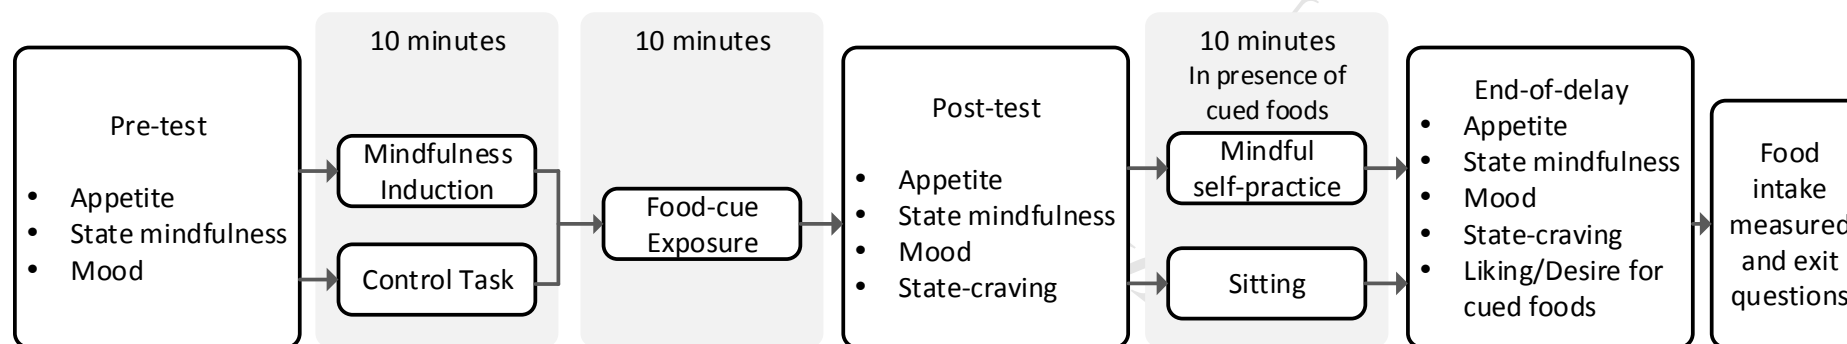 Pre-test
• Appetite
• State mindfulness
• Mood
10 minutes
Mindfulness
Induction
Control Task
10 minutes
Food-cue
Exposure
Post-test
• Appetite
• State mindfulness
• Mood
• State-craving
10 minutes
In presence of
cued foods
Mindful
self-practice
Sitting
End-of-delay
• Appetite
• State mindfulness
• Mood
• State-craving
• Liking/Desire for
cued foods
Food
intake
measured
and exit
questions